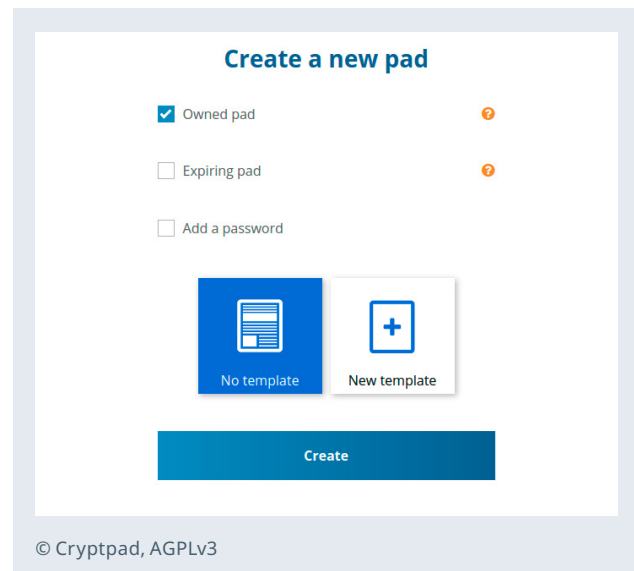 Create a new pad
Owned pad ?
Expiring pad ?
Add a password
No template New template
Create
© Cryptpad, AGPLv3